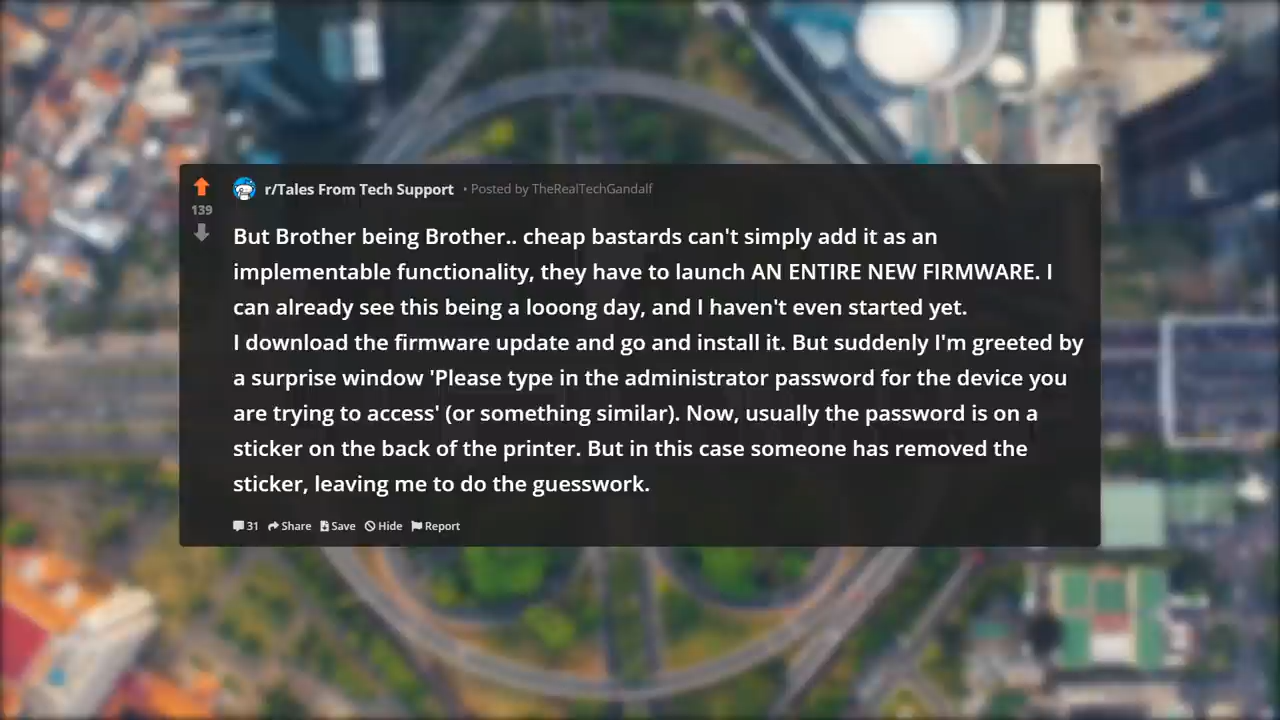 r/Tales From Tech Support • Posted by TheRealTechGandalf
139
But Brother being Brother.. cheap bastards can't simply add it as an
implementable functionality, they have to launch AN ENTIRE NEW FIRMWARE. I
can already see this being a looong day, and I haven't even started yet.
I download the firmware update and go and install it. But suddenly I'm greeted by
a surprise window 'Please type in the administrator password for the device you
are trying to access' (or something similar). Now, usually the password is on a
sticker on the back of the printer. But in this case someone has removed the
sticker, leaving me to do the guesswork.
31 Share Save Hide Report